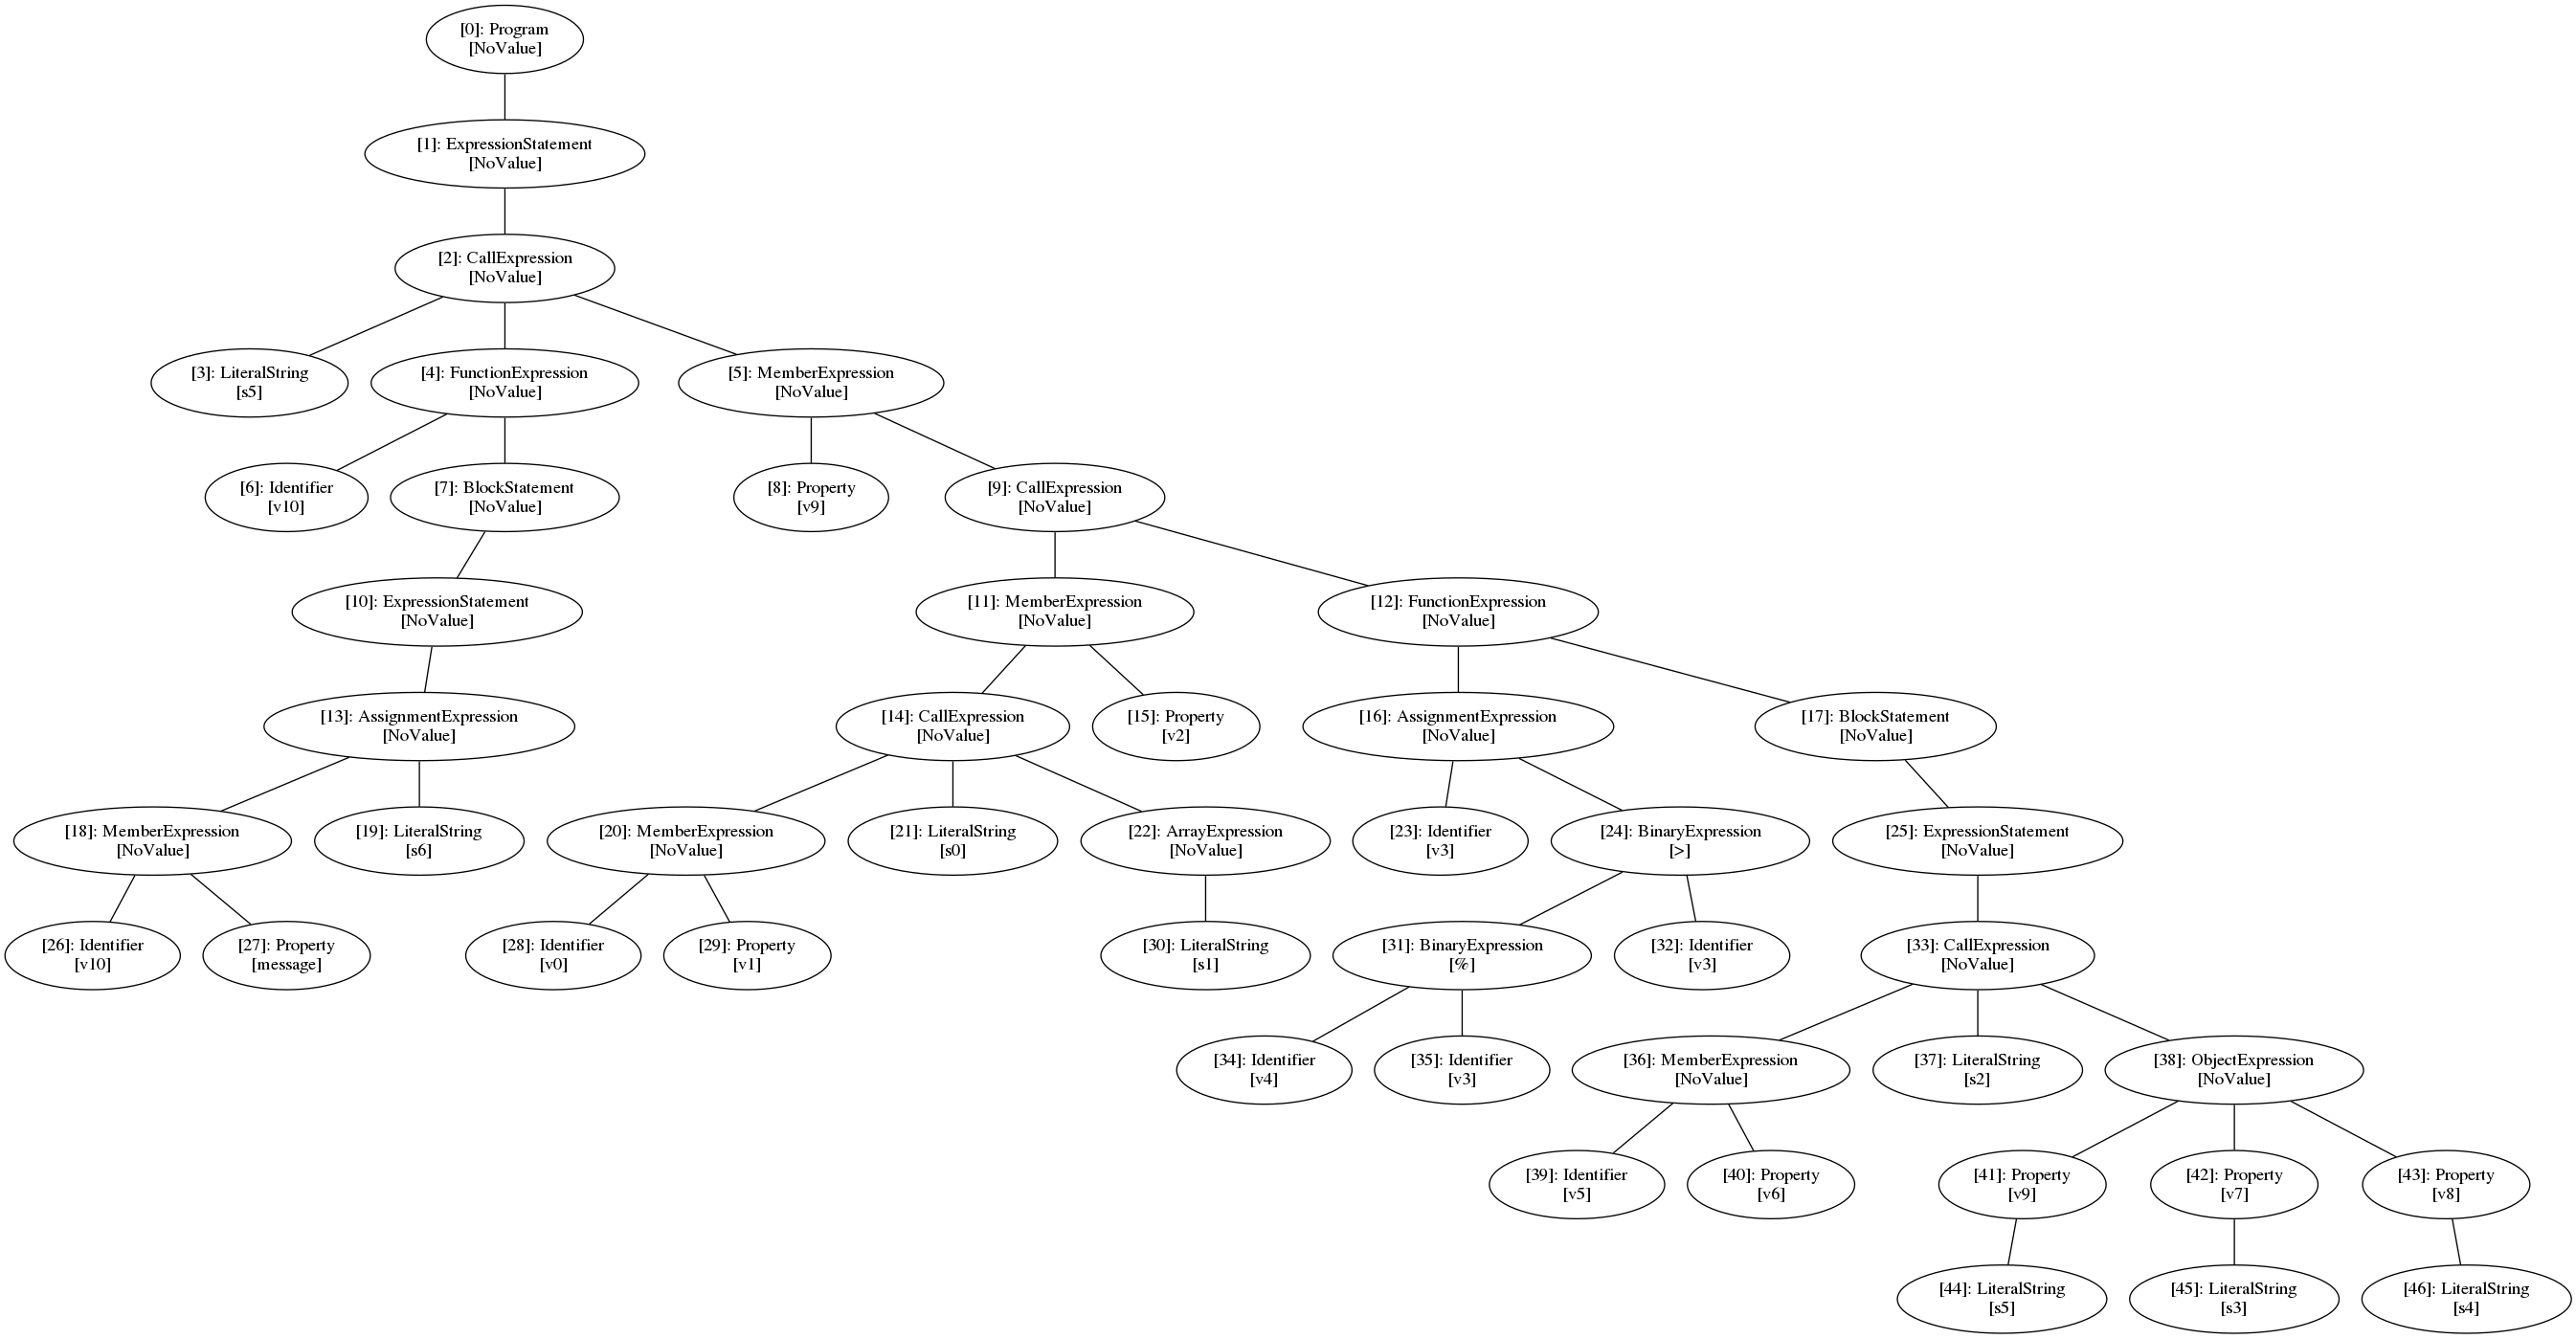 [0]: Program
[NoValue]
[1]: ExpressionStatement
[NoValue]
[2]: CallExpression
[NoValue]
[3]: LiteralString
[s5]
[4]: FunctionExpression
[NoValue]
[5]: MemberExpression
[NoValue]
[6]: Identifier
[v10]
[7]: BlockStatement
[NoValue]
[8]: Property
[v9]
[9]: CallExpression
[NoValue]
[10]: ExpressionStatement
[NoValue]
[11]: MemberExpression
[NoValue]
[12]: FunctionExpression
[NoValue]
[13]: AssignmentExpression
[NoValue]
[14]: CallExpression
[NoValue]
[15]: Property
[v2]
[16]: AssignmentExpression
[NoValue]
[17]: BlockStatement
[NoValue]
[18]: MemberExpression
[NoValue]
[19]: LiteralString
[s6]
[20]: MemberExpression
[NoValue]
[21]: LiteralString
[s0]
[22]: ArrayExpression
[NoValue]
[23]: Identifier
[v3]
[24]: BinaryExpression
[>]
[25]: ExpressionStatement
[NoValue]
[26]: Identifier
[v10]
[27]: Property
[message]
[28]: Identifier
[v0]
[29]: Property
[v1]
[30]: LiteralString
[s1]
[31]: BinaryExpression
[%]
[32]: Identifier
[v3]
[33]: CallExpression
[NoValue]
[34]: Identifier
[v4]
[35]: Identifier
[v3]
[36]: MemberExpression
[NoValue]
[37]: LiteralString
[s2]
[38]: ObjectExpression
[NoValue]
[39]: Identifier
[v5]
[40]: Property
[v6]
[41]: Property
[v9]
[42]: Property
[v7]
[43]: Property
[v8]
[44]: LiteralString
[s5]
[45]: LiteralString
[s3]
[46]: LiteralString
[s4]